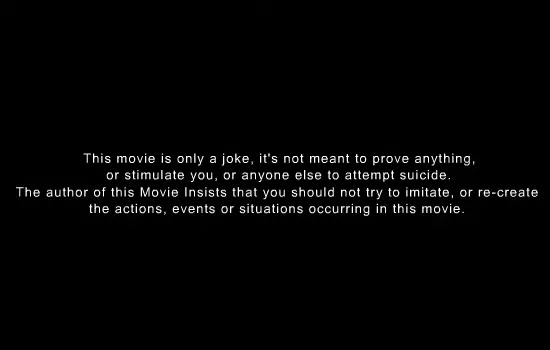 This movie is only a joke, it's not meant to prove anything,
or stimulate you, or anyone else to attempt suicide.
The author of this Movie Insists that you should not try to imitate, or re-create
the actions, events or situations occurring in this movie.